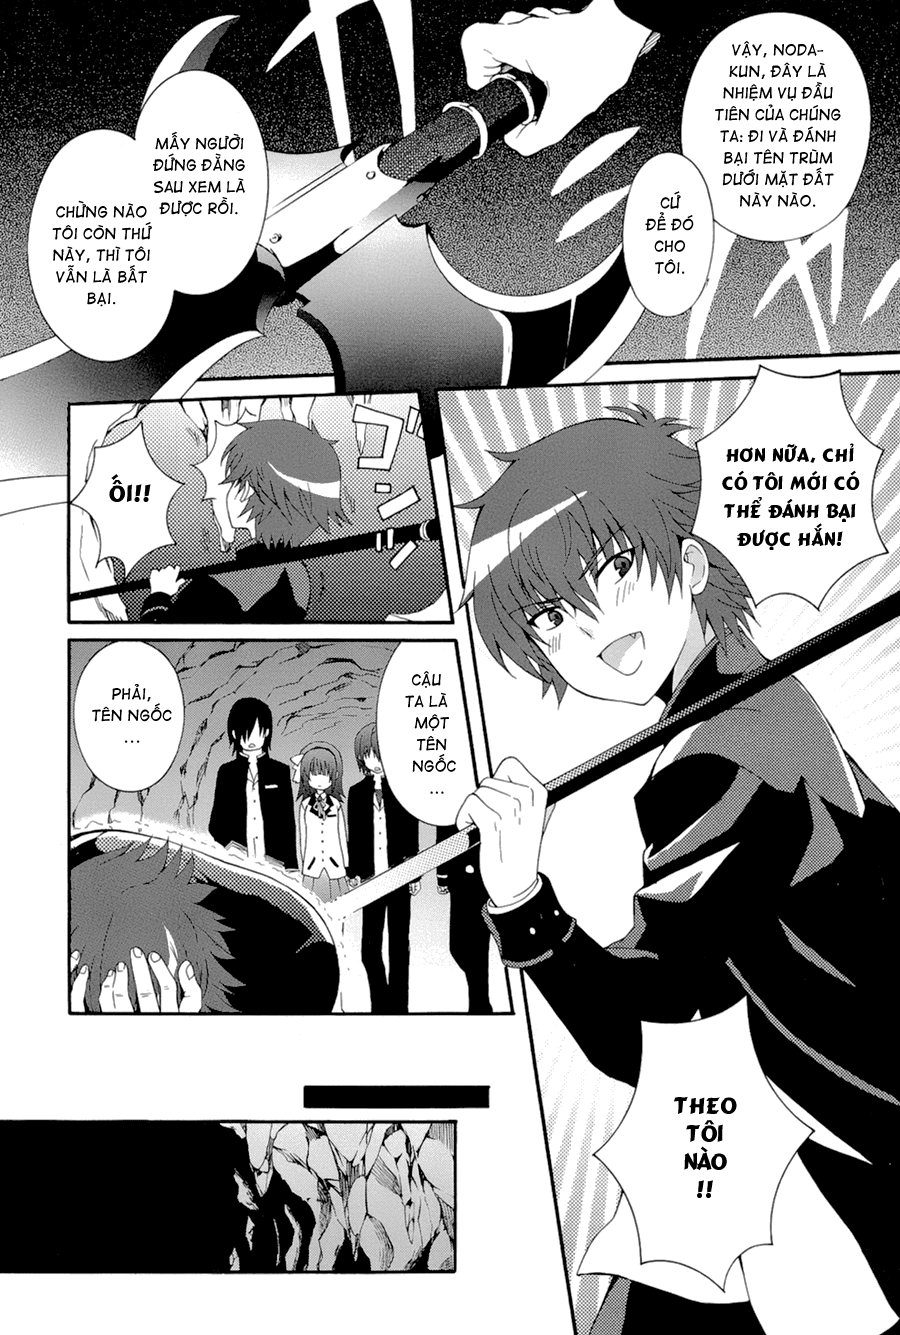 VẬY, NODA-
KUN, ĐÂY LÀ
NHIỆM VỤ ĐẦU
TIÊN CỦA CHÚNG
TA: ĐI VÀ ĐÁNH
BẠI TÊN TRÙM
DƯỚI MẶT ĐẤT
NÀY NÀO.
CỨ
ĐỂ ĐÓ
CHO
TÔI.
MẤY NGƯỜI
ĐỨNG ĐẰNG
SAU XEM LÀ
ĐƯỢC RỒI.
CHỪNG NÀO
TÔI CÒN THỨ
NÀY, THÌ TÔI
VẪN LÀ BẤT
BẠI.
HƠN NỮA, CHỈ
CÓ TÔI MỚI CÓ
THỂ ĐÁNH BẠI
ĐƯỢC HẮN!
THEO
TÔI
NÀO
!!
ỐI!!
ゴンッ
CẬU
TA LÀ
MỘT
TÊN
NGỐC
...
PHẢI,
TÊN NGỐC
...